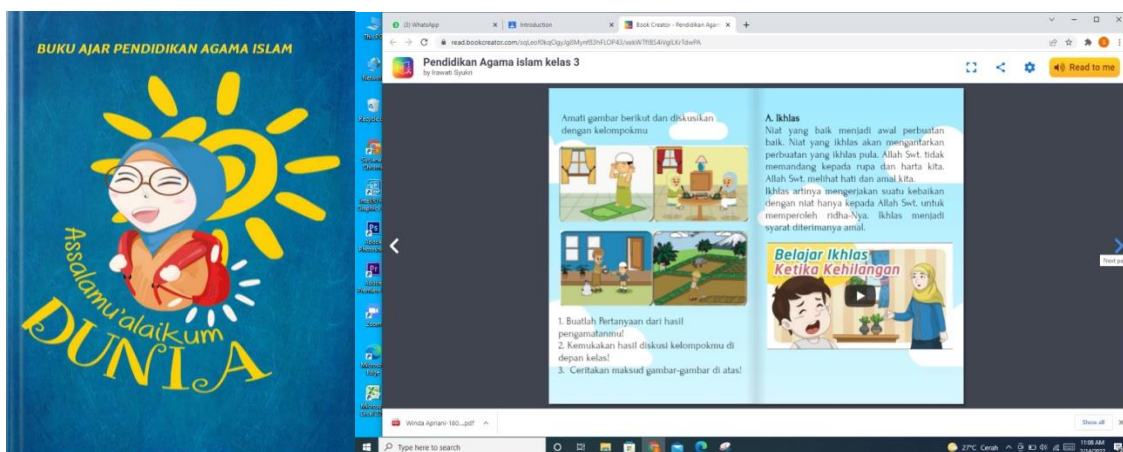 BUKU AJAR PENDIDIKAN AGAMA ISLAM
Assalamu'alaikum
DUNIA
(2) WhatsApp
Introduction
Book Creator - Pendidikan Agam
Pendidikan Agama islam kelas 3
by Irawati Syukri
Read to me
Amati gambar berikut dan diskusikan
dengan kelompokmu
1. Buatlah Pertanyaan dari hasil
pengamatanmu!
2. Kemukakan hasil diskusi kelompokmu di
depan kelas!
3. Ceritakan maksud gambar-gambar di atas!
A. Ikhlas
Niat yang baik menjadi awal perbuatan
baik. Niat yang ikhlas akan mengantarkan
perbuatan yang ikhlas pula. Allah Swt. tidak
memandang kepada rupa dan harta kita.
Allah Swt. melihat hati dan amal kita.
Ikhlas artinya mengerjakan suatu kebaikan
dengan niat hanya kepada Allah Swt. untuk
memperoleh ridha-Nya. Ikhlas menjadi
syarat diterimanya amal.
Belajar Ikhlas
Ketika Kehilangan
Next pa
Winda Apriani-160....pdf
Show all
Type here to search
27°C Cerah
11:08 AM